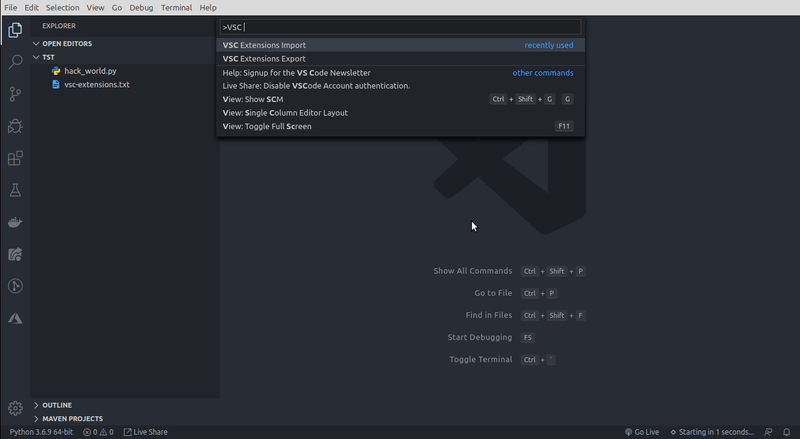 File Edit Selection View Go Debug Terminal Help
EXPLORER
OPEN EDITORS
TST
hack_world.py
vsc-extensions.txt
OUTLINE
MAVEN PROJECTS
>VSC
VSC Extensions Import recently used
VSC Extensions Export
Help: Signup for the VS Code Newsletter other commands
Live Share: Disable VSCode Account authentication.
View: Show SCM Ctrl + Shift + G G
View: Single Column Editor Layout
View: Toggle Full Screen F11
Show All Commands Ctrl + Shift + P
Go to File Ctrl + P
Find in Files Ctrl + Shift + F
Start Debugging F5
Toggle Terminal Ctrl + `
Python 3.6.9 64-bit 0 0 Live Share Go Live Starting in 1 seconds...